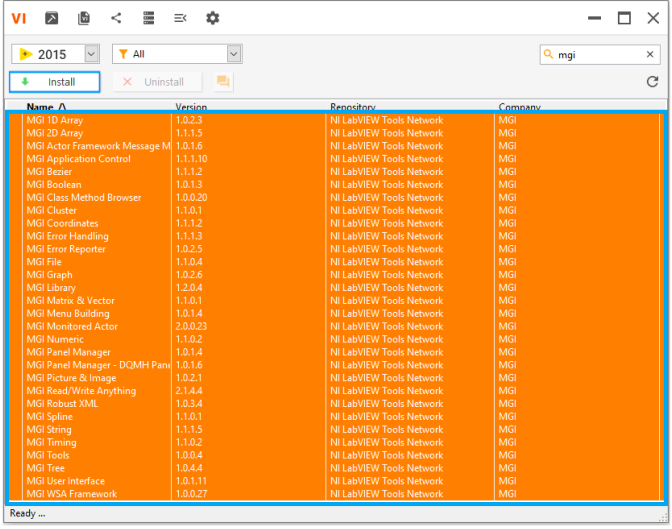 VI
2015 All mgi
Install Uninstall
Name /\ Version Repository Company
MGI 1D Array 1.0.2.3 NI LabVIEW Tools Network MGI
MGI 2D Array 1.1.1.5 NI LabVIEW Tools Network MGI
MGI Actor Framework Message M 1.0.1.6 NI LabVIEW Tools Network MGI
MGI Application Control 1.1.1.10 NI LabVIEW Tools Network MGI
MGI Bezier 1.1.1.2 NI LabVIEW Tools Network MGI
MGI Boolean 1.0.1.3 NI LabVIEW Tools Network MGI
MGI Class Method Browser 1.0.0.20 NI LabVIEW Tools Network MGI
MGI Cluster 1.1.0.1 NI LabVIEW Tools Network MGI
MGI Coordinates 1.1.1.2 NI LabVIEW Tools Network MGI
MGI Error Handling 1.1.1.3 NI LabVIEW Tools Network MGI
MGI Error Reporter 1.0.2.5 NI LabVIEW Tools Network MGI
MGI File 1.1.0.4 NI LabVIEW Tools Network MGI
MGI Graph 1.0.2.6 NI LabVIEW Tools Network MGI
MGI Library 1.2.0.4 NI LabVIEW Tools Network MGI
MGI Matrix & Vector 1.1.0.1 NI LabVIEW Tools Network MGI
MGI Menu Building 1.0.1.4 NI LabVIEW Tools Network MGI
MGI Monitored Actor 2.0.0.23 NI LabVIEW Tools Network MGI
MGI Numeric 1.1.0.2 NI LabVIEW Tools Network MGI
MGI Panel Manager 1.0.1.4 NI LabVIEW Tools Network MGI
MGI Panel Manager - DQMH Pane 1.0.1.6 NI LabVIEW Tools Network MGI
MGI Picture & Image 1.0.2.1 NI LabVIEW Tools Network MGI
MGI Read/Write Anything 2.1.4.4 NI LabVIEW Tools Network MGI
MGI Robust XML 1.0.3.4 NI LabVIEW Tools Network MGI
MGI Spline 1.1.0.1 NI LabVIEW Tools Network MGI
MGI String 1.1.1.5 NI LabVIEW Tools Network MGI
MGI Timing 1.1.0.2 NI LabVIEW Tools Network MGI
MGI Tools 1.0.0.4 NI LabVIEW Tools Network MGI
MGI Tree 1.0.4.4 NI LabVIEW Tools Network MGI
MGI User Interface 1.0.1.11 NI LabVIEW Tools Network MGI
MGI WSA Framework 1.0.0.27 NI LabVIEW Tools Network MGI
Ready ...